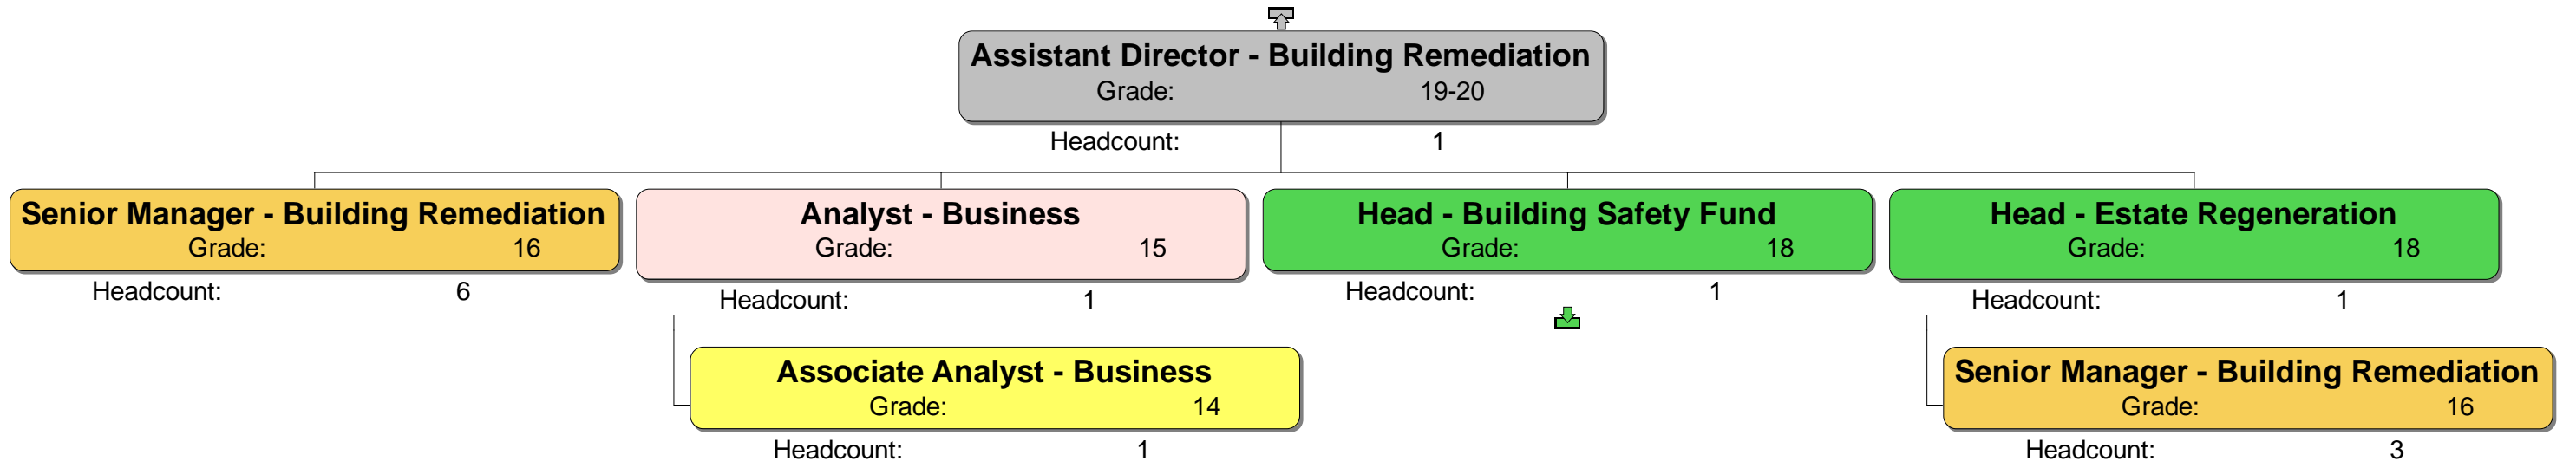 Assistant Director - Building Remediation
Grade: 19-20
Headcount: 1
Senior Manager - Building Remediation
Grade: 16
Headcount: 6
Analyst - Business
Grade: 15
Headcount: 1
Associate Analyst - Business
Grade: 14
Headcount: 1
Head - Building Safety Fund
Grade: 18
Headcount: 1
Head - Estate Regeneration
Grade: 18
Headcount: 1
Senior Manager - Building Remediation
Grade: 16
Headcount: 3